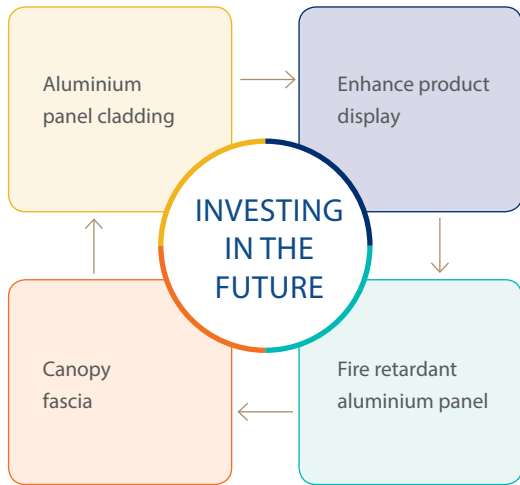 Aluminium
panel cladding
Enhance product
display
INVESTING
IN THE
FUTURE
Canopy
fascia
Fire retardant
aluminium panel